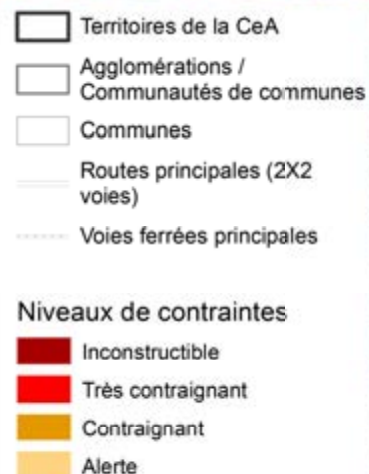 Territoires de la CeA
Agglomérations /
Communautés de communes
Communes
Routes principales (2X2
voies)
Voies ferrées principales
Niveaux de contraintes
Inconstructible
Très contraignant
Contraignant
Alerte